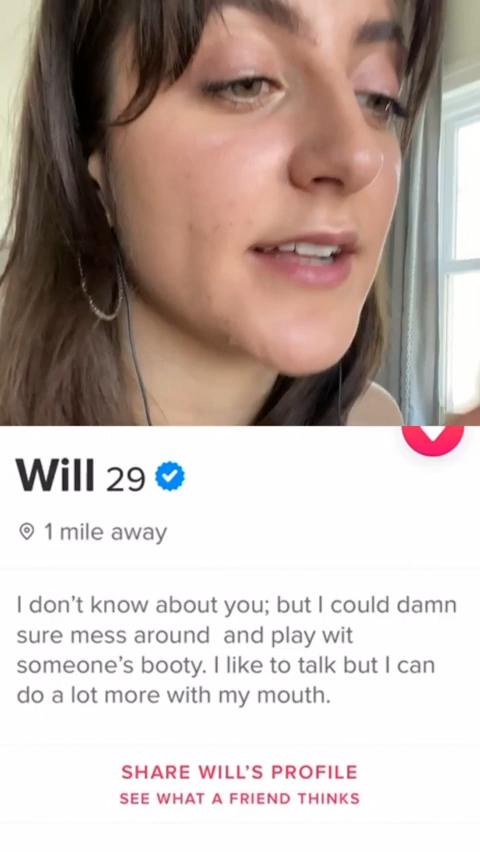 Will 29
1 mile away
I don't know about you; but I could damn
sure mess around  and play wit
someone's booty. I like to talk but I can
do a lot more with my mouth.
SHARE WILL'S PROFILE
SEE WHAT A FRIEND THINKS